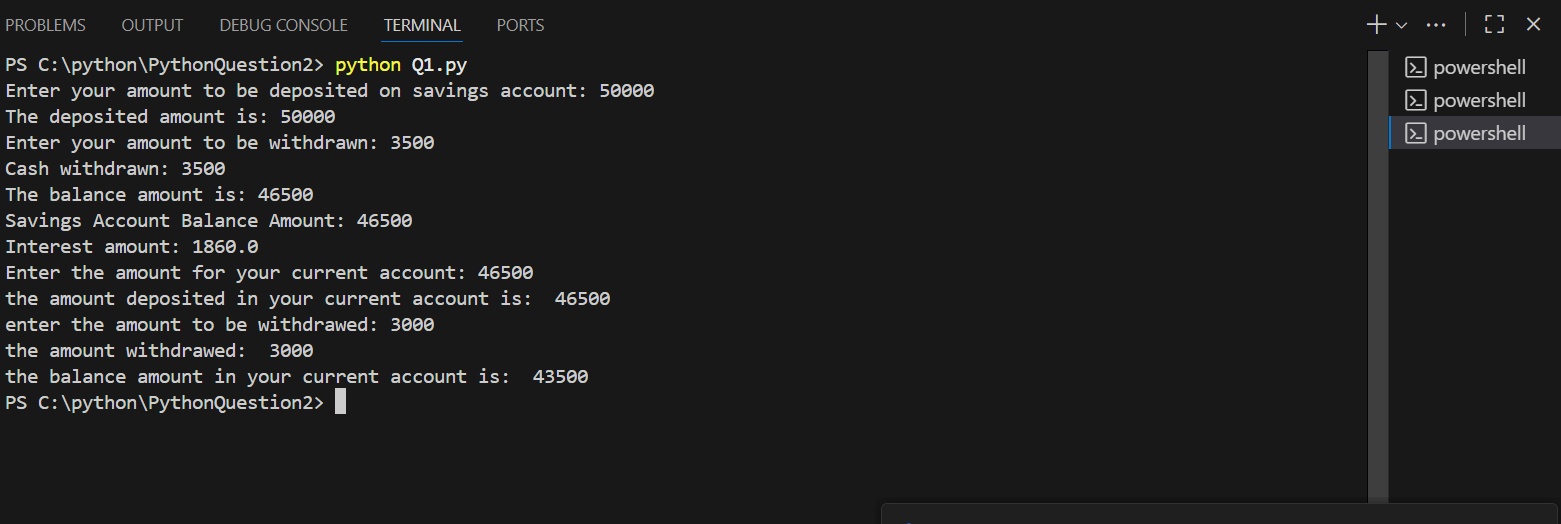 PROBLEMS OUTPUT DEBUG CONSOLE TERMINAL PORTS
PS C:\python\PythonQuestion2> python Q1.py
Enter your amount to be deposited on savings account: 50000
The deposited amount is: 50000
Enter your amount to be withdrawn: 3500
Cash withdrawn: 3500
The balance amount is: 46500
Savings Account Balance Amount: 46500
Interest amount: 1860.0
Enter the amount for your current account: 46500
the amount deposited in your current account is:  46500
enter the amount to be withdrawed: 3000
the amount withdrawed:  3000
the balance amount in your current account is:  43500
PS C:\python\PythonQuestion2>
powershell
powershell
powershell